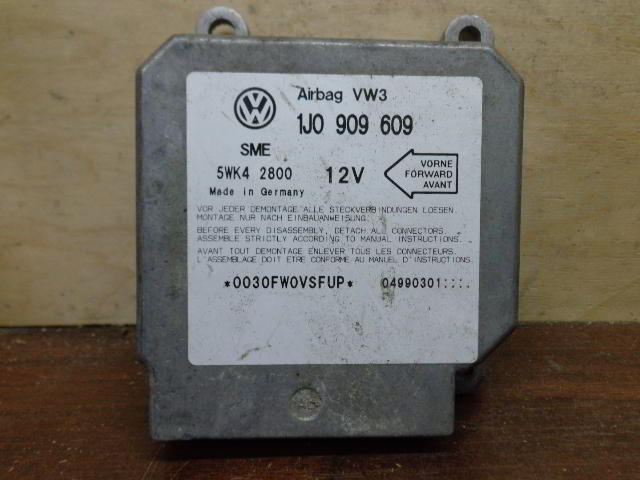 Airbag VW3
1J0 909 609
SME
5WK4 2800 12V
Made in Germany
VORNE
FORWARD
AVANT
VOR JEDER DEMONTAGE ALLE STECKVERBINDUNGEN LOESEN.
MONTAGE NUR NACH EINBAUANWEISUNG.
BEFORE EVERY DISASSEMBLY, DETACH ALL CONNECTORS.
ASSEMBLE STRICTLY ACCORDING TO MANUAL INSTRUCTIONS.
AVANT TOUT DEMONTAGE ENLEVER TOUS LES CONNECTEURS.
L'ASSEMBLAGE DOIT ETRE CONFORME AU MANUEL D'INSTRUCTIONS.
*0030FW0VSFUP* 04990301::::.